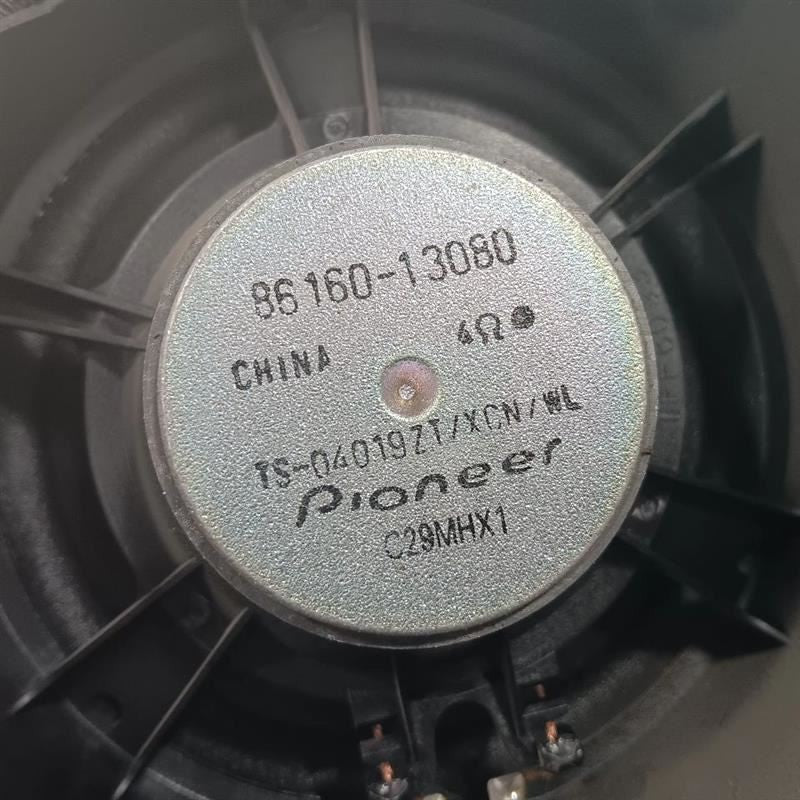 86160-13080
4Ω●
CHINA
TS-04019ZT/XCN/WL
Pioneer
C29MHX1